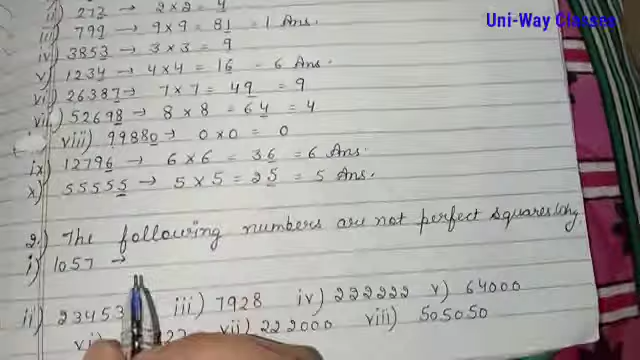 Uni-Way Classes
ii) 272 → 2 × 2 = 4
iii) 799 → 9 × 9 = 81 = 1 Ans.
iv) 3853 → 3 × 3 = 9
v) 1234 → 4 × 4 = 16 = 6 Ans.
vi) 26387 → 7 × 7 = 49 = 9
vii) 52698 → 8 × 8 = 64 = 4
viii) 99880 → 0 × 0 = 0
ix) 12796 → 6 × 6 = 36 = 6 Ans.
x) 55555 → 5 × 5 = 25 = 5 Ans.
2.) The following numbers are not perfect squares. Why
i) 1057 →
ii) 23453 iii) 7928 iv) 222222 v) 64000
vi) vii) 222000 viii) 505050